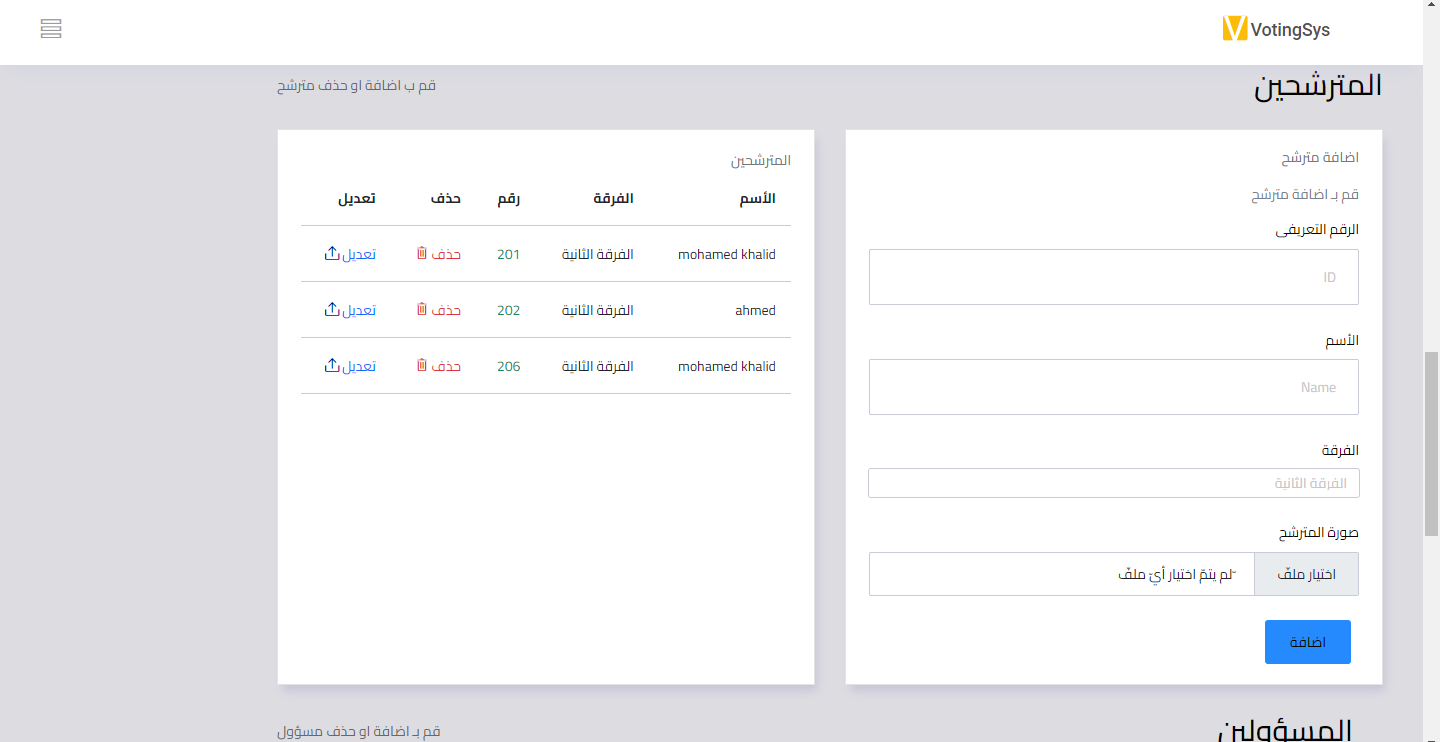 VotingSys
المترشحين
قم ب اضافة او حذف مترشح
اضافة مترشح
قم بـ اضافة مترشح
الرقم التعريفى
ID
الأسم
Name
الفرقة
الفرقة الثانية
صورة المترشح
اختيار ملفّ
لم يتمّ اختيار أيّ ملفّ
اضافة
المترشحين
الأسم الفرقة رقم حذف تعديل
mohamed khalid الفرقة الثانية 201 حذف تعديل
ahmed الفرقة الثانية 202 حذف تعديل
mohamed khalid الفرقة الثانية 206 حذف تعديل
المسؤولين
قم بـ اضافة او حذف مسؤول